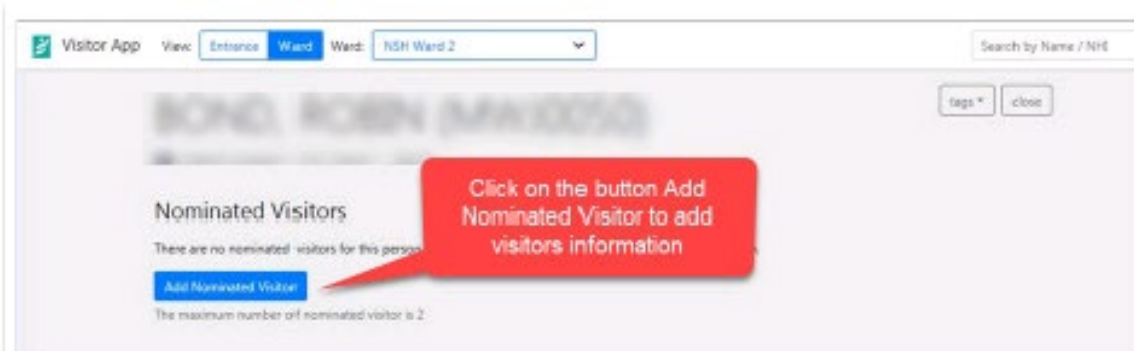 Visitor App View: Entrance Ward Ward: NSH Ward 2 Search by Name / NHI
tags close
Nominated Visitors
There are no nominated visitors for this person
Add Nominated Visitor
The maximum number of nominated visitor is 2
Click on the button Add
Nominated Visitor to add
visitors information